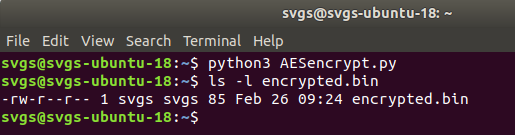 svgs@svgs-ubuntu-18: ~
File Edit View Search Terminal Help
svgs@svgs-ubuntu-18:~$ python3 AESencrypt.py
svgs@svgs-ubuntu-18:~$ ls -l encrypted.bin
-rw-r--r-- 1 svgs svgs 85 Feb 26 09:24 encrypted.bin
svgs@svgs-ubuntu-18:~$